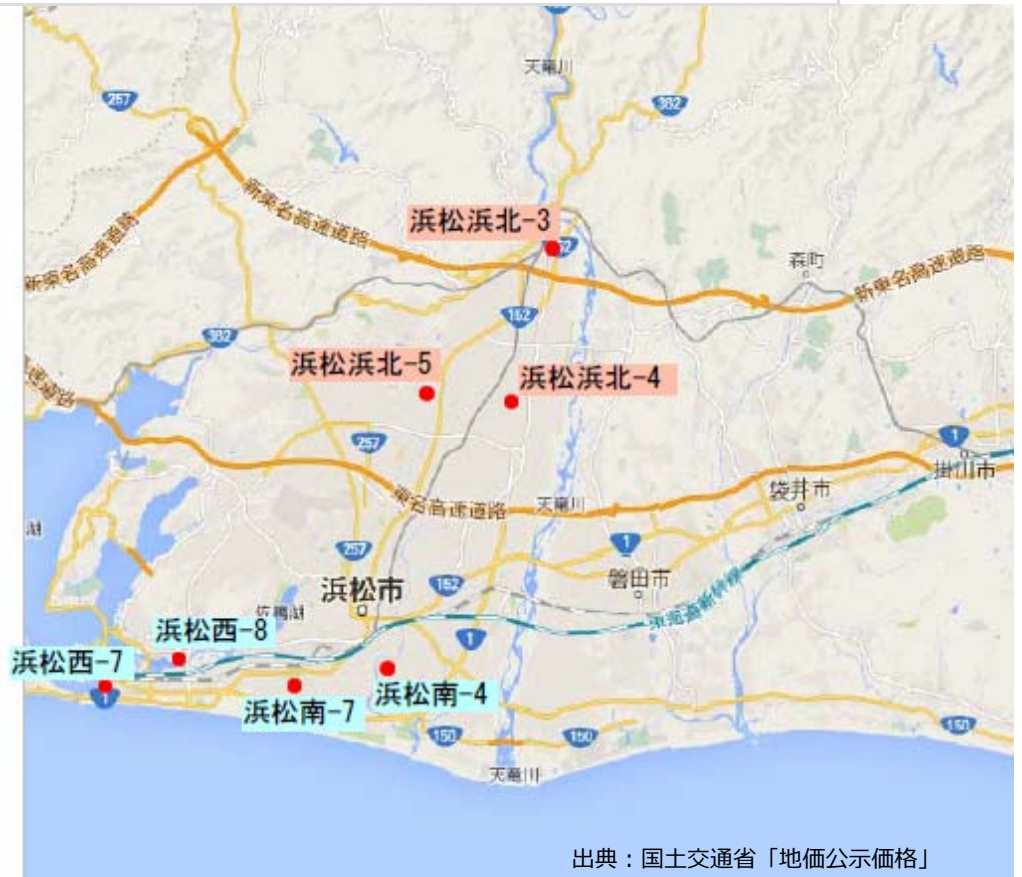 天竜川
257
362
新東名高速道路
新東名高速道路
浜松浜北-3
152
森町
新東名高速道路
152
362
浜松浜北-5
浜松浜北-4
257
1
掛川市
袋井市
東名高速道路
天竜川
257
1
磐田市
152
浜松市
東海道新幹線
佐鳴湖
湖
1
浜松西-8
浜松西-7
1
浜松南-4
浜松南-7
150
150
150
天竜川
出典：国土交通省「地価公示価格」